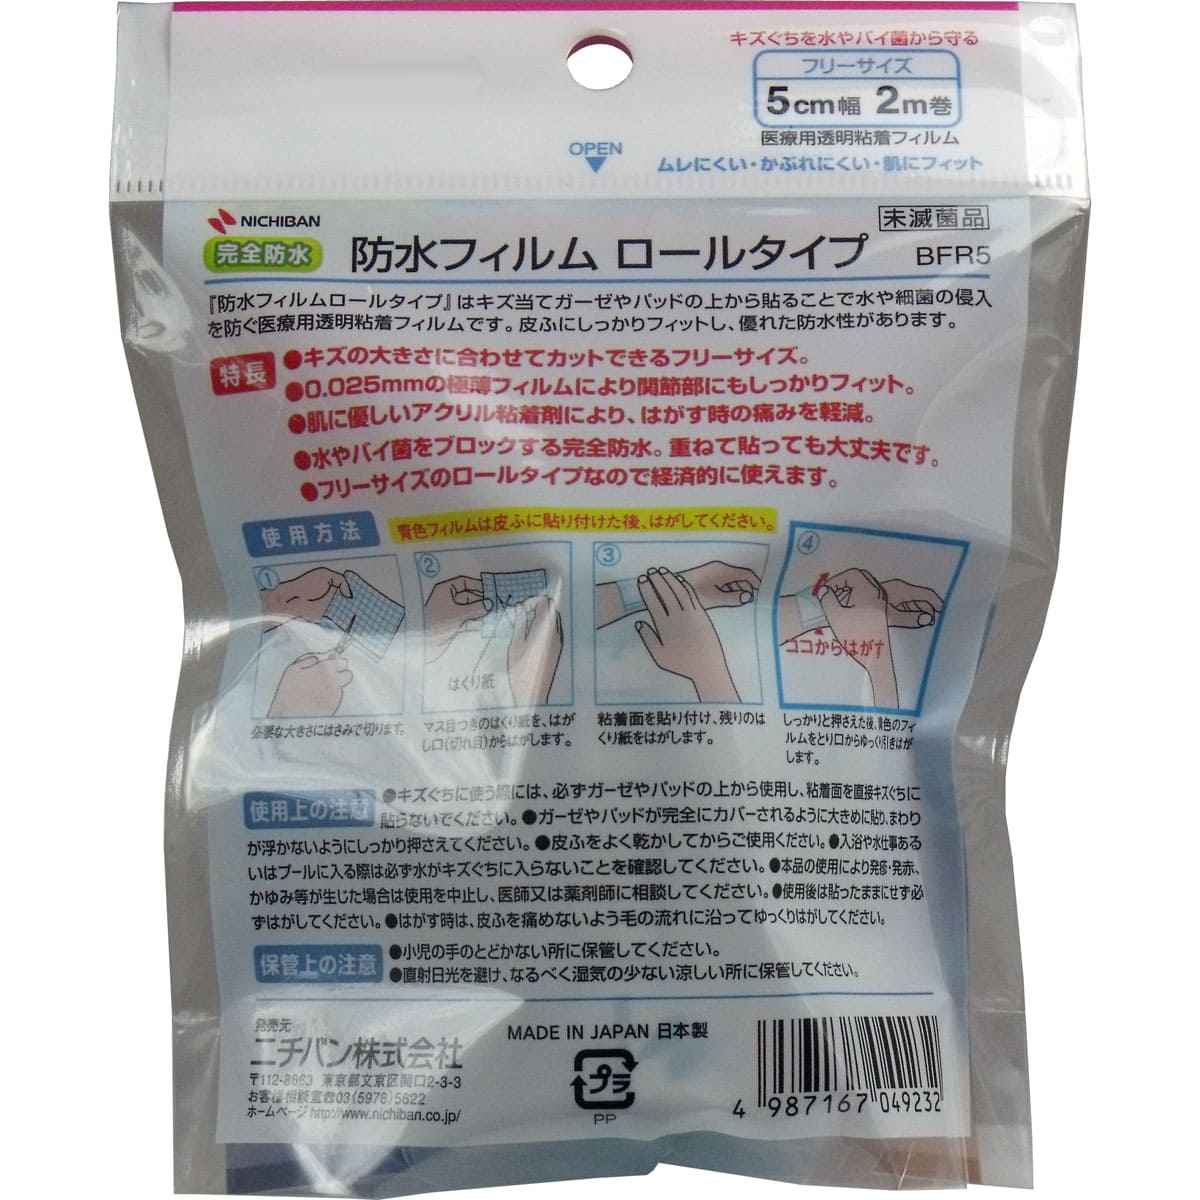 キズぐちを水やバイ菌から守る
フリーサイズ
5cm幅 2m巻
医療用透明粘着フィルム
OPEN
ムレにくい・かぶれにくい・肌にフィット
NICHIBAN
未滅菌品
完全防水
防水フィルム ロールタイプ BFR5
『防水フィルムロールタイプ』はキズ当てガーゼやパッドの上から貼ることで水や細菌の侵入
を防ぐ医療用透明粘着フィルムです。皮ふにしっかりフィットし、優れた防水性があります。
特長
●キズの大きさに合わせてカットできるフリーサイズ。
●0.025mmの極薄フィルムにより関節部にもしっかりフィット。
●肌に優しいアクリル粘着剤により、はがす時の痛みを軽減。
●水やバイ菌をブロックする完全防水。重ねて貼っても大丈夫です。
●フリーサイズのロールタイプなので経済的に使えます。
使用方法
青色フィルムは皮ふに貼り付けた後、はがしてください。
①
②
③
④
はくり紙
ココからはがす
必要な大きさにはさみで切ります。
マス目つきのはくり紙を、はが
し口(切れ目)からはがします。
粘着面を貼り付け、残りのは
くり紙をはがします。
しっかりと押さえた後、青色のフィ
ルムをとり口からゆっくり引きはが
します。
使用上の注意
●キズぐちに使う際には、必ずガーゼやパッドの上から使用し、粘着面を直接キズぐちに
貼らないでください。●ガーゼやパッドが完全にカバーされるように大きめに貼り、まわり
が浮かないようにしっかり押さえてください。●皮ふをよく乾かしてからご使用ください。●入浴や水仕事ある
いはプールに入る際は必ず水がキズぐちに入らないことを確認してください。●本品の使用により発疹・発赤、
かゆみ等が生じた場合は使用を中止し、医師又は薬剤師に相談してください。●使用後は貼ったままにせず必
ずはがしてください。●はがす時は、皮ふを痛めないよう毛の流れに沿ってゆっくりはがしてください。
保管上の注意
●小児の手のとどかない所に保管してください。
●直射日光を避け、なるべく湿気の少ない涼しい所に保管してください。
発売元
ニチバン株式会社
〒112-8663 東京都文京区関口2-3-3
お客様相談室☎03(5978)5622
ホームページ http://www.nichiban.co.jp/
MADE IN JAPAN 日本製
プラ
PP
4 987167 049232